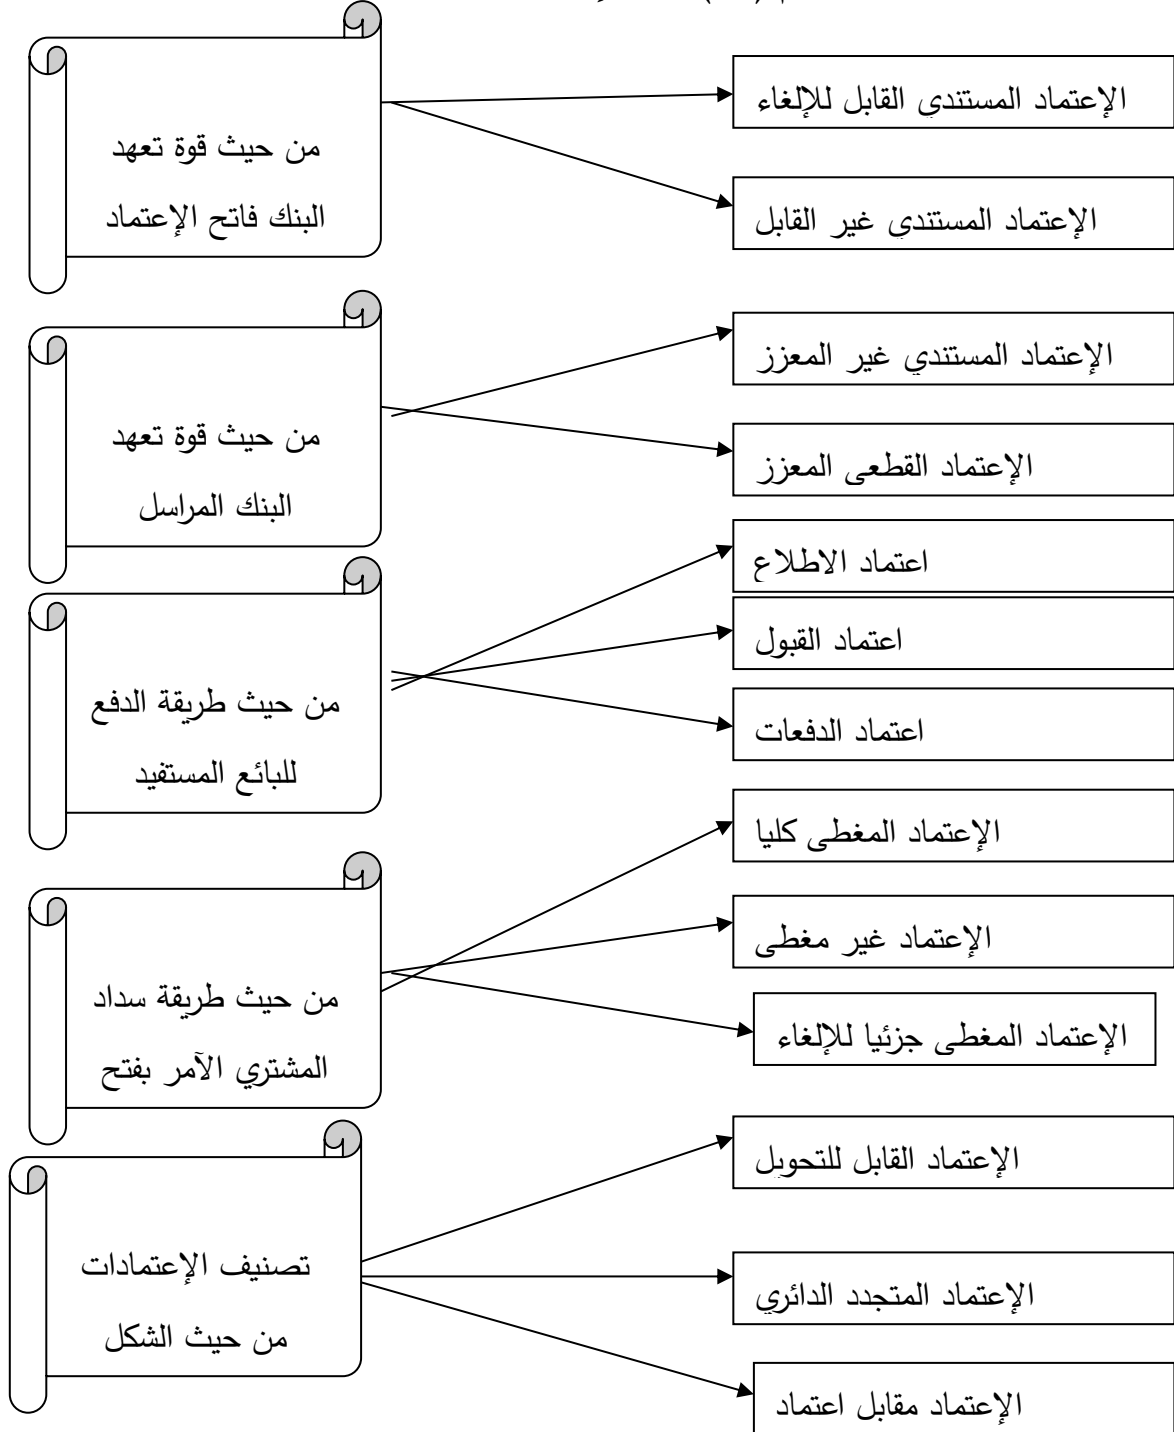 من حيث قوة تعهد
البنك فاتح الإعتماد
الإعتماد المستندي القابل للإلغاء
الإعتماد المستندي غير القابل
من حيث قوة تعهد
البنك المراسل
الإعتماد المستندي غير المعزز
الإعتماد القطعي المعزز
من حيث طريقة الدفع
للبائع المستفيد
اعتماد الاطلاع
اعتماد القبول
اعتماد الدفعات
من حيث طريقة سداد
المشتري الآمر بفتح
الإعتماد المغطى كليا
الإعتماد غير مغطى
الإعتماد المغطى جزئيا للإلغاء
تصنيف الإعتمادات
من حيث الشكل
الإعتماد القابل للتحويل
الإعتماد المتجدد الدائري
الإعتماد مقابل اعتماد